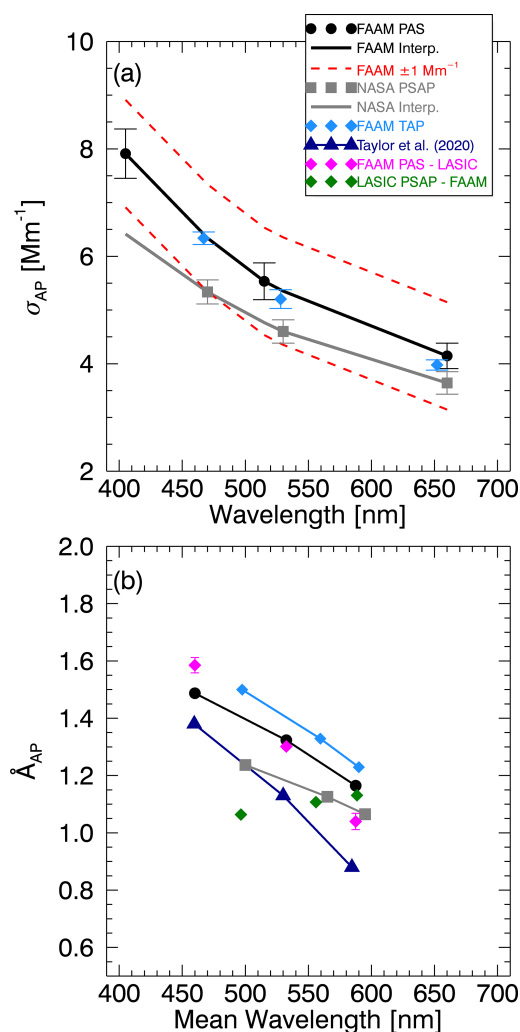 FAAM PAS
FAAM Interp.
FAAM ±1 Mm⁻¹
NASA PSAP
NASA Interp.
FAAM TAP
Taylor et al. (2020)
FAAM PAS - LASIC
LASIC PSAP - FAAM
(a)
10
8
6
4
2
σAP [Mm⁻¹]
400 450 500 550 600 650 700
Wavelength [nm]
(b)
2.0
1.8
1.6
1.4
1.2
1.0
0.8
0.6
ÅAP
400 450 500 550 600 650 700
Mean Wavelength [nm]